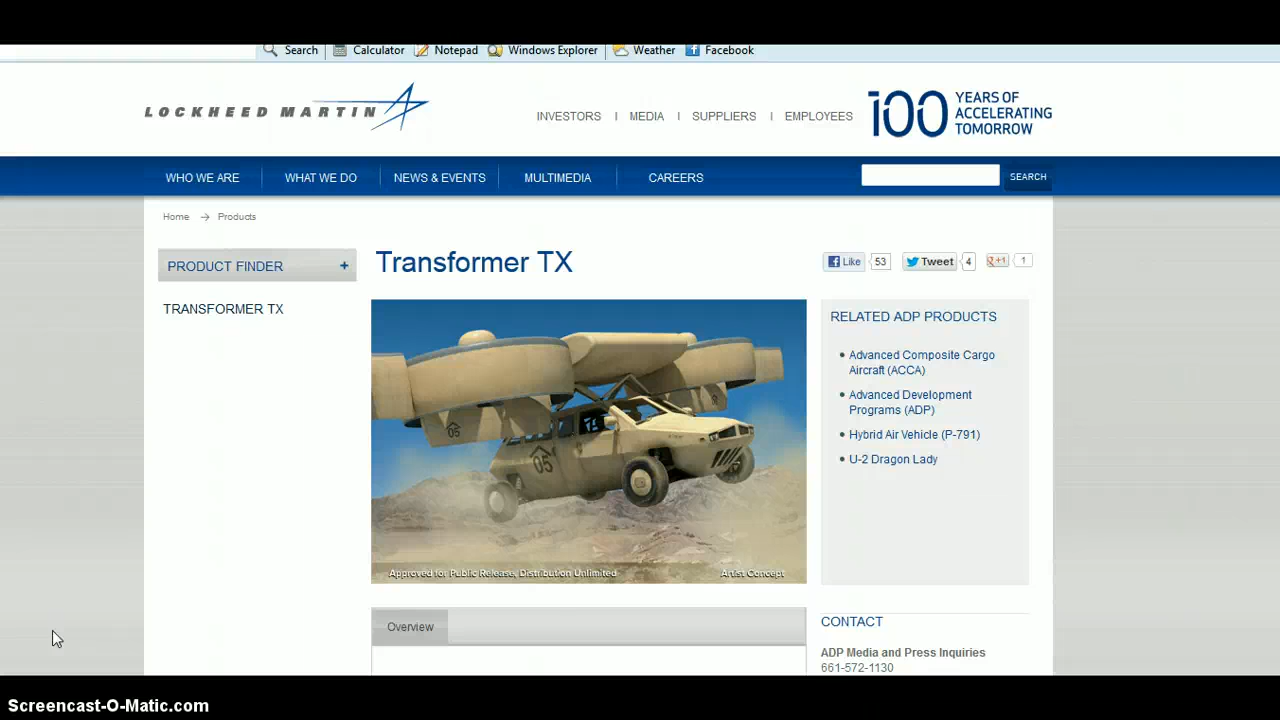 Search Calculator Notepad Windows Explorer Weather Facebook
LOCKHEED MARTIN
INVESTORS | MEDIA | SUPPLIERS | EMPLOYEES
100 YEARS OF
ACCELERATING
TOMORROW
WHO WE ARE WHAT WE DO NEWS & EVENTS MULTIMEDIA CAREERS SEARCH
Home → Products
PRODUCT FINDER +
TRANSFORMER TX
Transformer TX
Like 53 Tweet 4 +1 1
05
05
Approved for Public Release, Distribution Unlimited
Artist Concept
Overview
RELATED ADP PRODUCTS
Advanced Composite Cargo
Aircraft (ACCA)
Advanced Development
Programs (ADP)
Hybrid Air Vehicle (P-791)
U-2 Dragon Lady
CONTACT
ADP Media and Press Inquiries
661-572-1130
Screencast-O-Matic.com